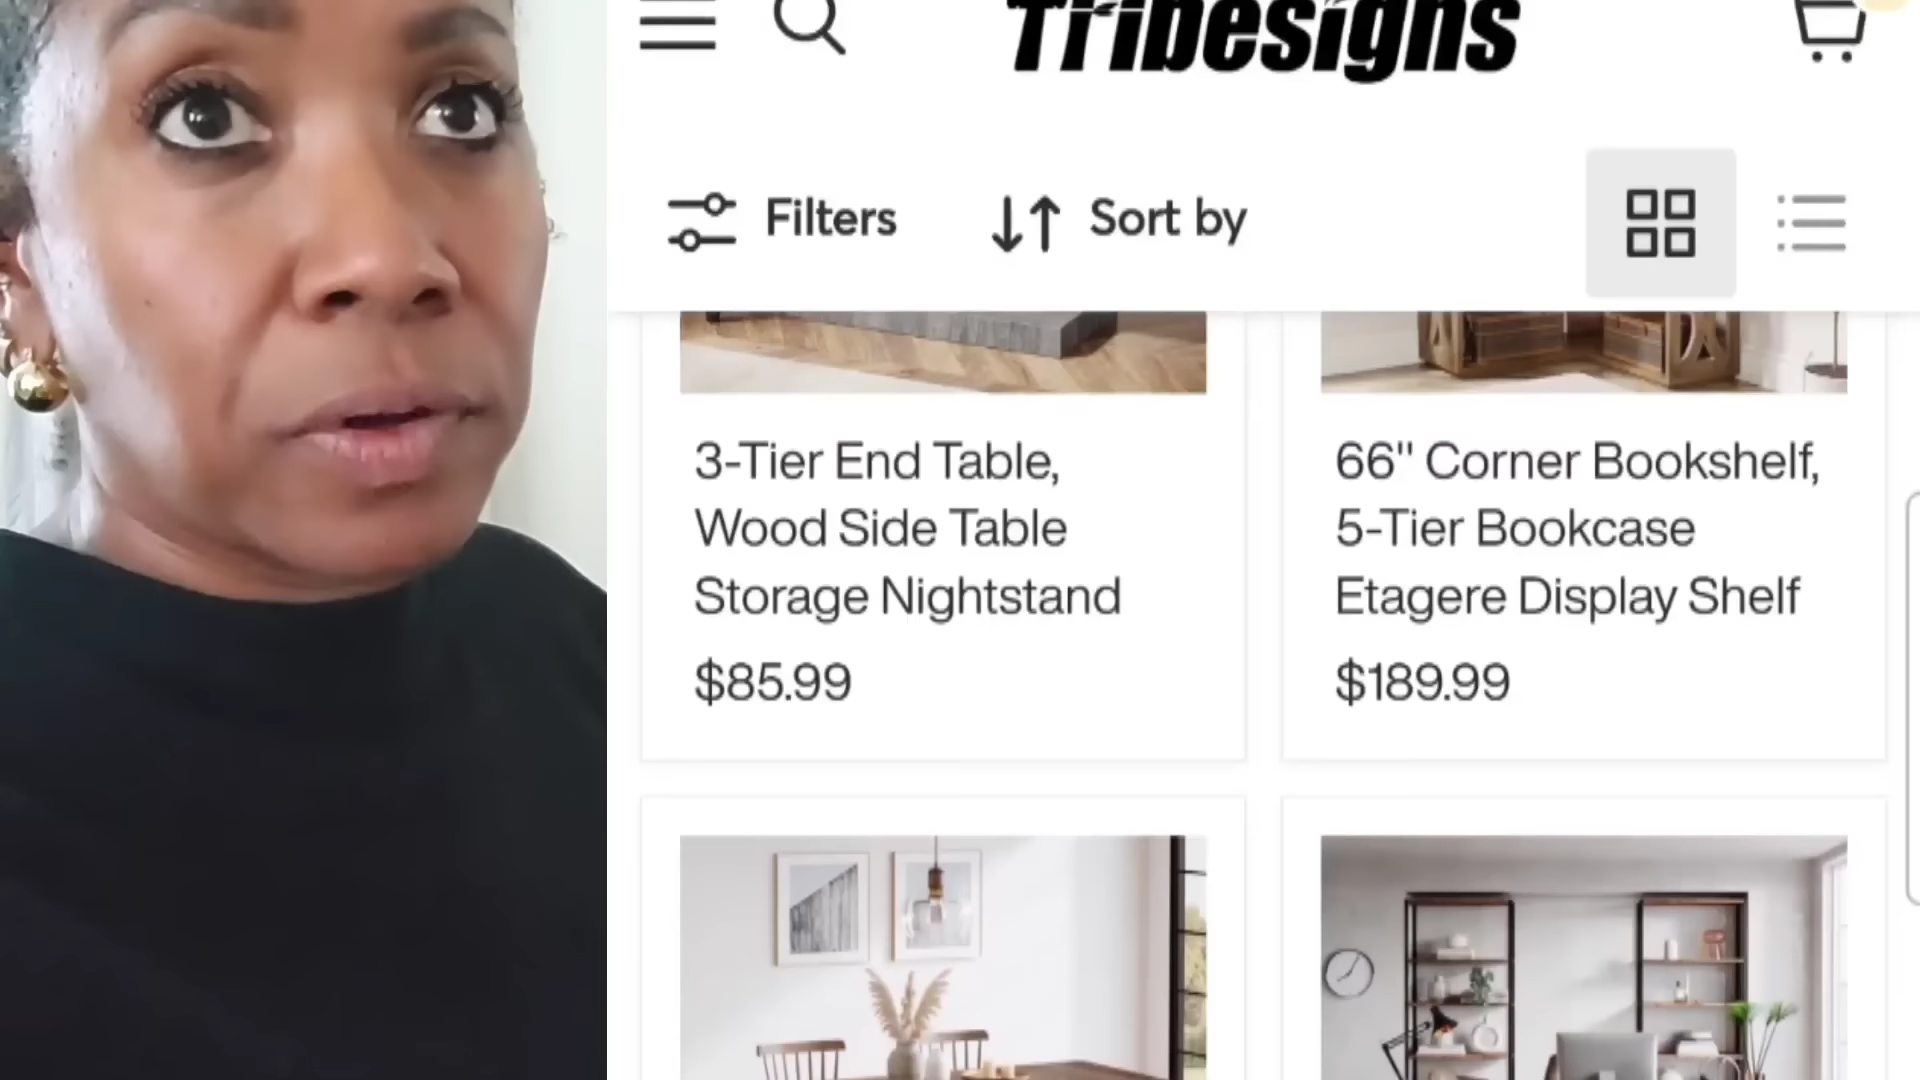 Tribesigns
Filters
Sort by
3-Tier End Table,
Wood Side Table
Storage Nightstand
$85.99
66" Corner Bookshelf,
5-Tier Bookcase
Etagere Display Shelf
$189.99